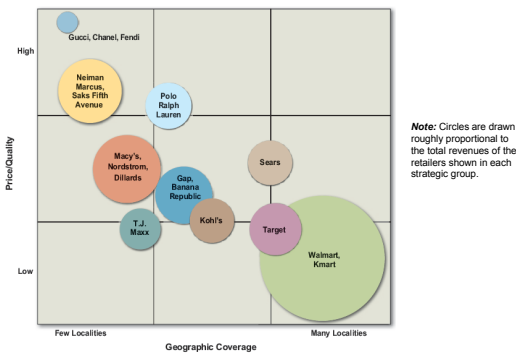 High
Gucci, Chanel, Fendi
Neiman
Marcus,
Saks Fifth
Avenue
Polo
Ralph
Lauren
Note: Circles are drawn
roughly proportional to
the total revenues of the
retailers shown in each
strategic group.
Price/Quality
Macy's,
Nordstrom,
Dillards
Gap,
Banana
Republic
Sears
T.J.
Maxx
Kohl's
Target
Walmart,
Kmart
Low
Few Localities
Many Localities
Geographic Coverage